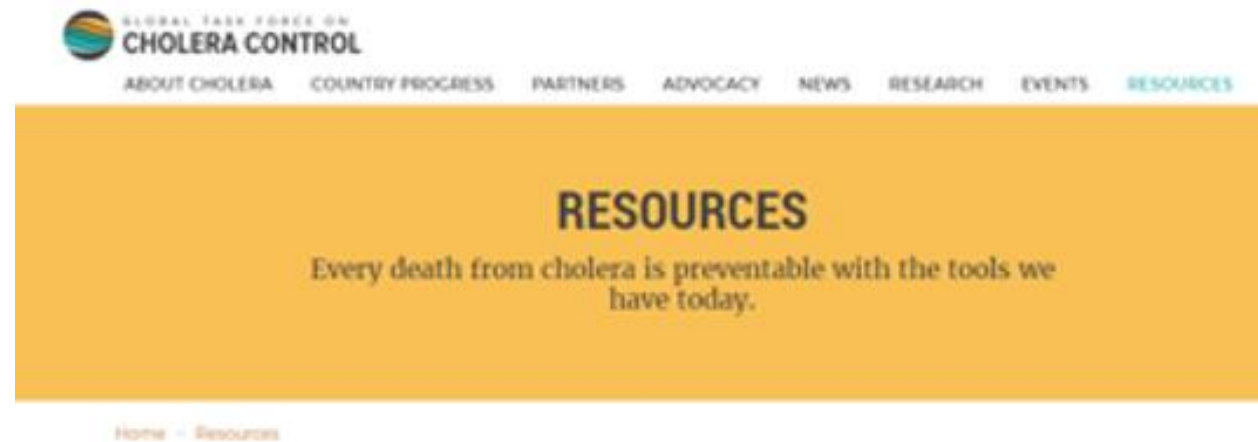 GLOBAL TASK FORCE ON
CHOLERA CONTROL
ABOUT CHOLERA COUNTRY PROGRESS PARTNERS ADVOCACY NEWS RESEARCH EVENTS RESOURCES
RESOURCES
Every death from cholera is preventable with the tools we
have today.
Home - Resources